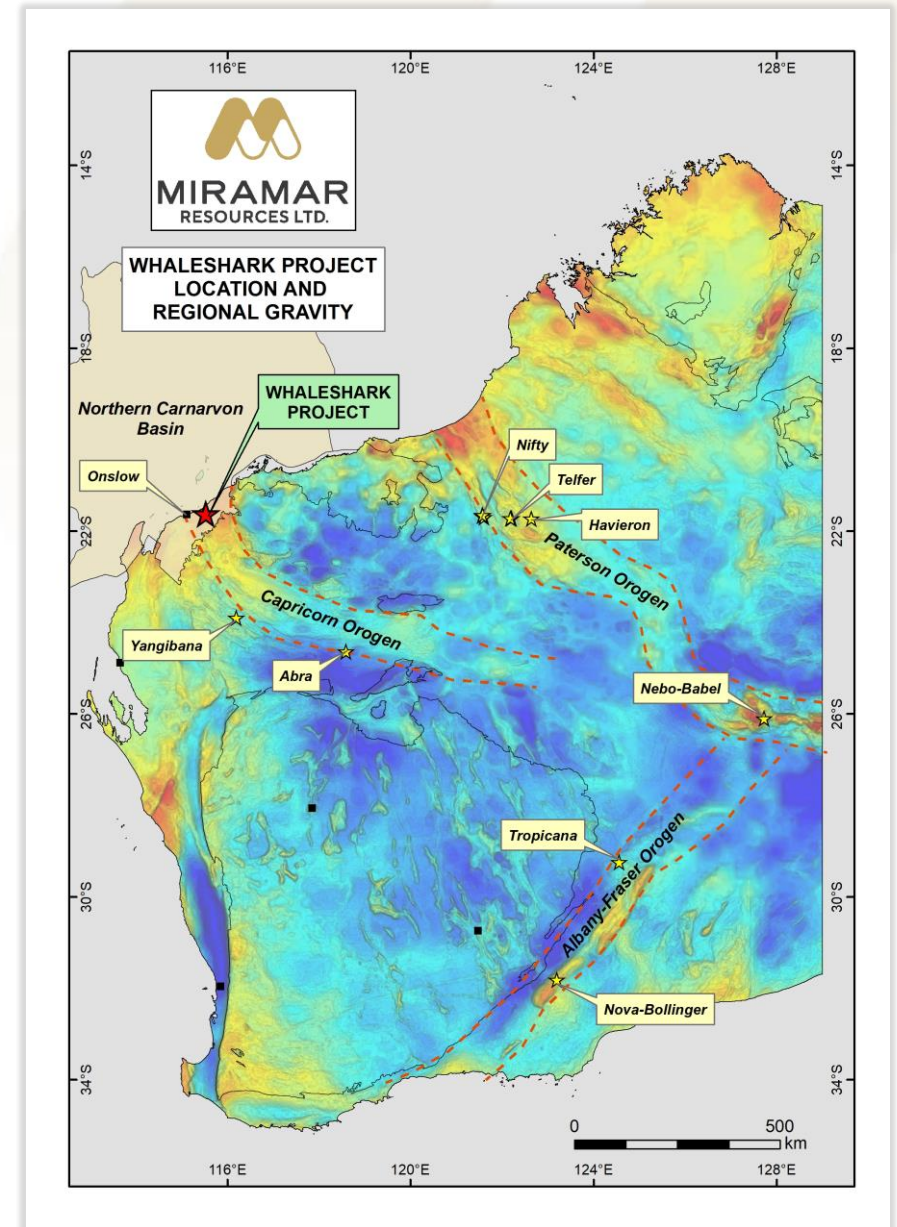 116°E
120°E
124°E
128°E
MIRAMAR
RESOURCES LTD.
WHALESHARK PROJECT
LOCATION AND
REGIONAL GRAVITY
14°S
14°S
18°S
18°S
WHALESHARK
PROJECT
Northern Carnarvon
Basin
Onslow
Nifty
Telfer
Havieron
22°S
22°S
Paterson Orogen
Capricorn Orogen
Yangibana
Abra
Nebo-Babel
26°S
26°S
Tropicana
Albany-Fraser Orogen
30°S
30°S
Nova-Bollinger
34°S
34°S
0
500
km
116°E
120°E
124°E
128°E